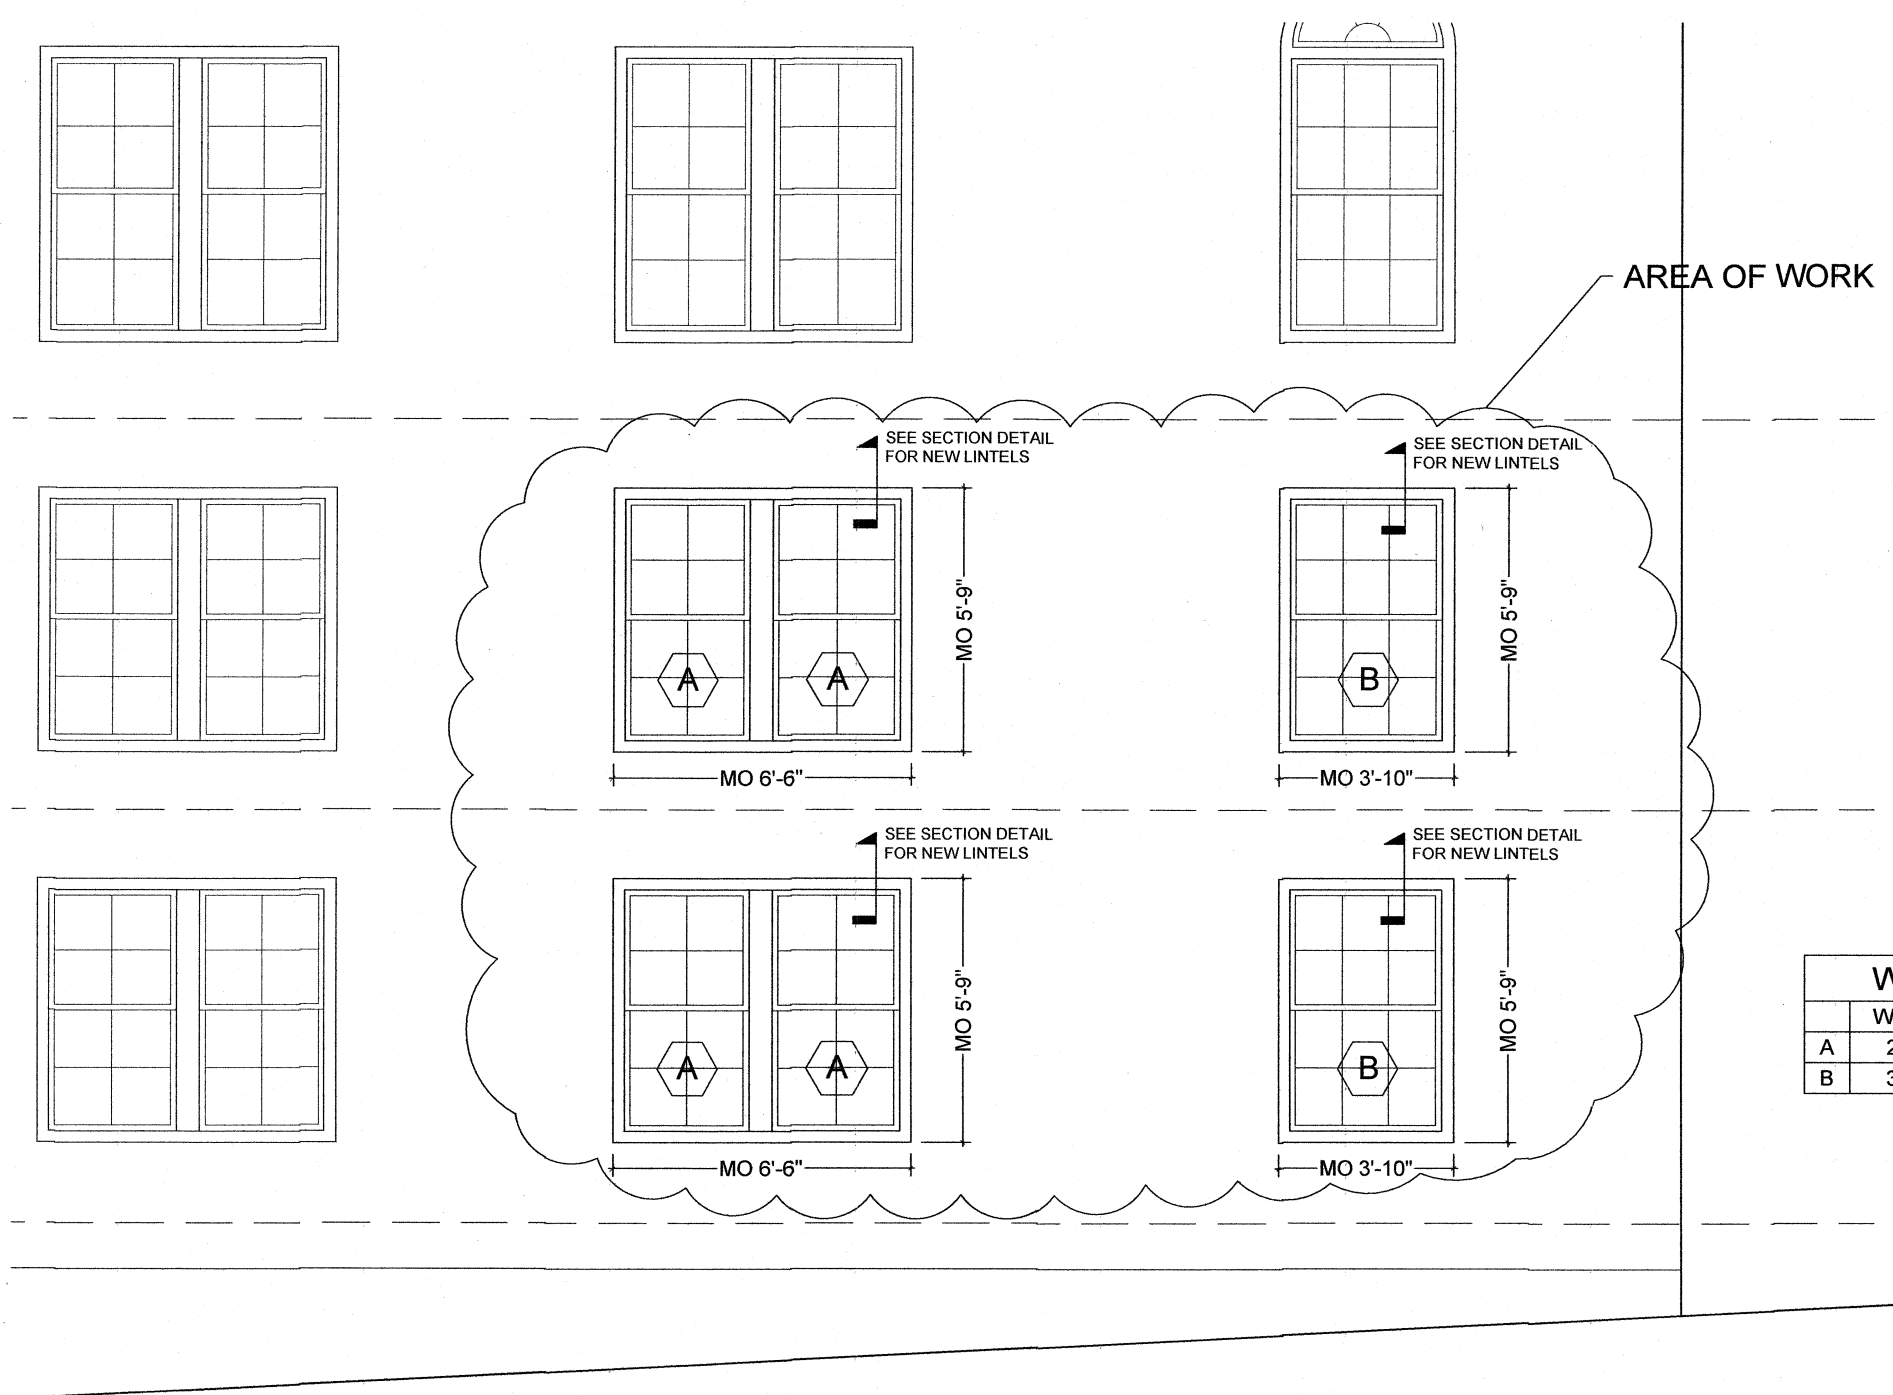 AREA OF WORK
SEE SECTION DETAIL
FOR NEW LINTELS
SEE SECTION DETAIL
FOR NEW LINTELS
MO 5'-9"
MO 5'-9"
A
A
B
MO 6'-6"
MO 3'-10"
SEE SECTION DETAIL
FOR NEW LINTELS
SEE SECTION DETAIL
FOR NEW LINTELS
MO 5'-9"
MO 5'-9"
A
A
B
MO 6'-6"
MO 3'-10"
W
W
A 2
B 3